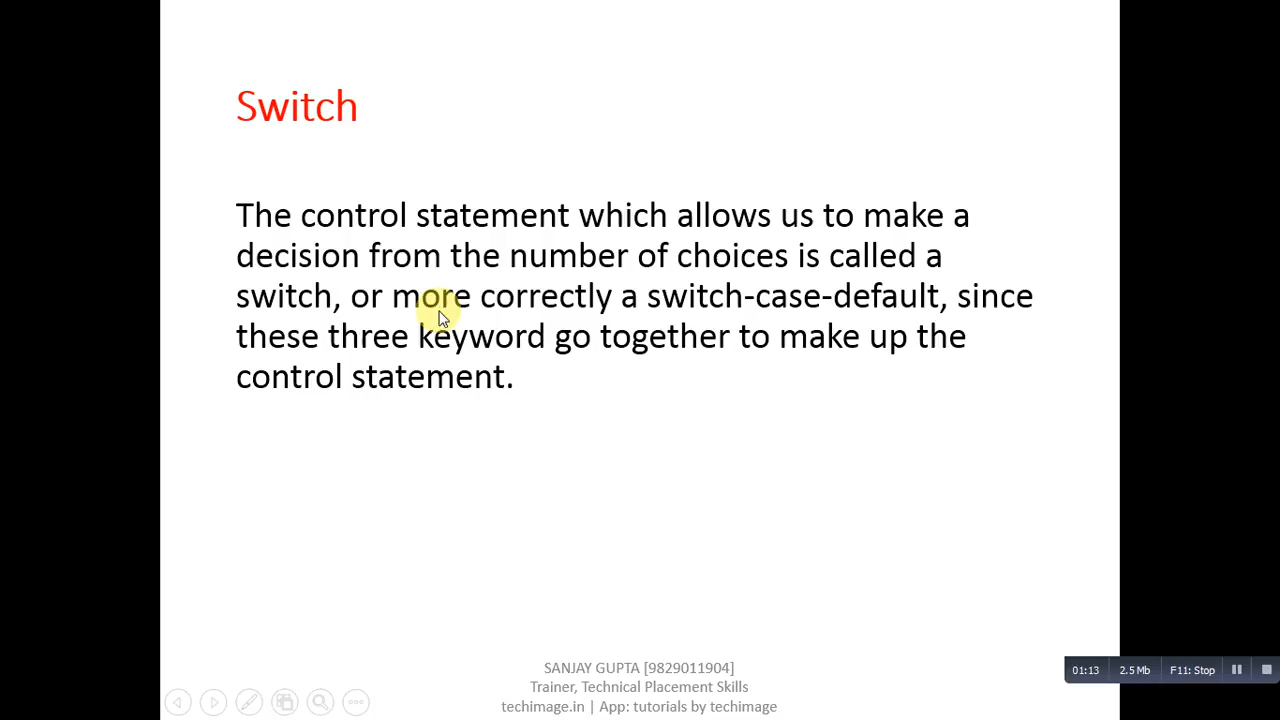 Switch
The control statement which allows us to make a
decision from the number of choices is called a
switch, or more correctly a switch-case-default, since
these three keyword go together to make up the
control statement.
SANJAY GUPTA [9829011904]
Trainer, Technical Placement Skills
techimage.in | App: tutorials by techimage
01:13 2.5 Mb F11: Stop